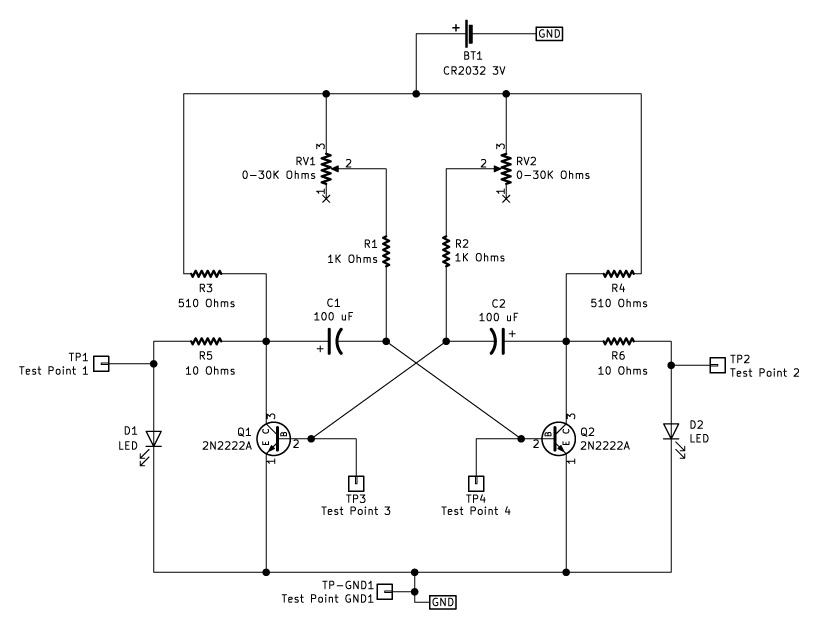 +
GND
BT1
CR2032 3V
3
3
RV1
2
2
RV2
0-30K Ohms
0-30K Ohms
1
1
R1
R2
1K Ohms
1K Ohms
R3
R4
510 Ohms
510 Ohms
C1
C2
100 uF
100 uF
+
+
TP1
Test Point 1
R5
R6
10 Ohms
10 Ohms
TP2
Test Point 2
3
3
D1
LED
Q1
2N2222A
C
B
E
2
1
C
B
E
2
1
Q2
2N2222A
D2
LED
TP3
Test Point 3
TP4
Test Point 4
TP-GND1
Test Point GND1
GND